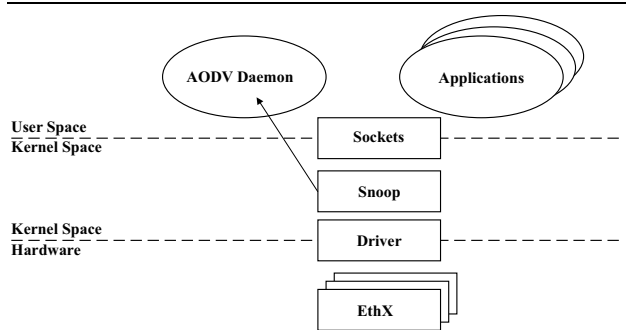 AODV Daemon
Applications
User Space
Kernel Space
Sockets
Snoop
Kernel Space
Hardware
Driver
EthX